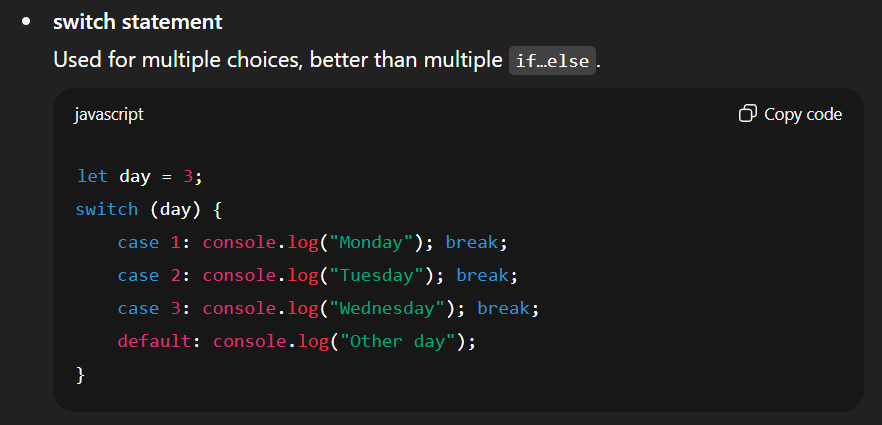 switch statement
Used for multiple choices, better than multiple if…else.
javascript
Copy code
let day = 3;
switch (day) {
    case 1: console.log("Monday"); break;
    case 2: console.log("Tuesday"); break;
    case 3: console.log("Wednesday"); break;
    default: console.log("Other day");
}